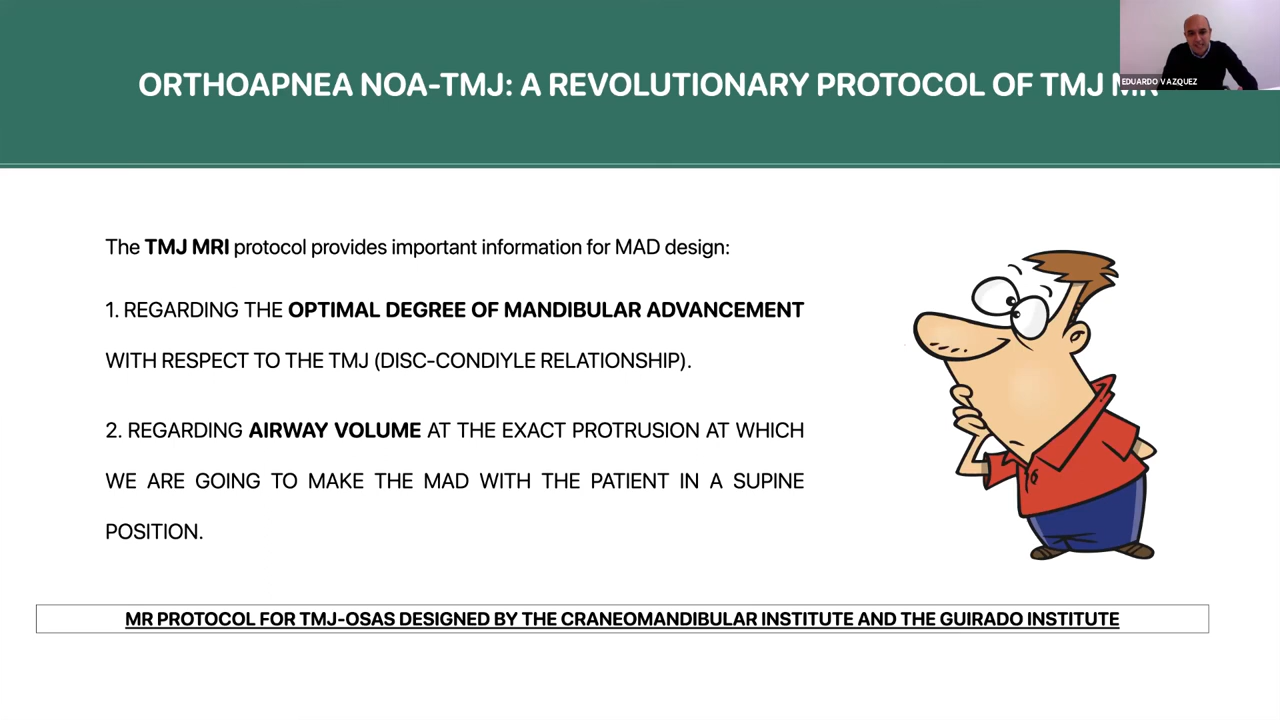 ORTHOAPNEA NOA-TMJ: A REVOLUTIONARY PROTOCOL OF TMJ
EDUARDO VAZQUEZ
The TMJ MRI protocol provides important information for MAD design:
1. REGARDING THE OPTIMAL DEGREE OF MANDIBULAR ADVANCEMENT
WITH RESPECT TO THE TMJ (DISC-CONDIYLE RELATIONSHIP).
2. REGARDING AIRWAY VOLUME AT THE EXACT PROTRUSION AT WHICH
WE ARE GOING TO MAKE THE MAD WITH THE PATIENT IN A SUPINE
POSITION.
MR PROTOCOL FOR TMJ-OSAS DESIGNED BY THE CRANEOMANDIBULAR INSTITUTE AND THE GUIRADO INSTITUTE